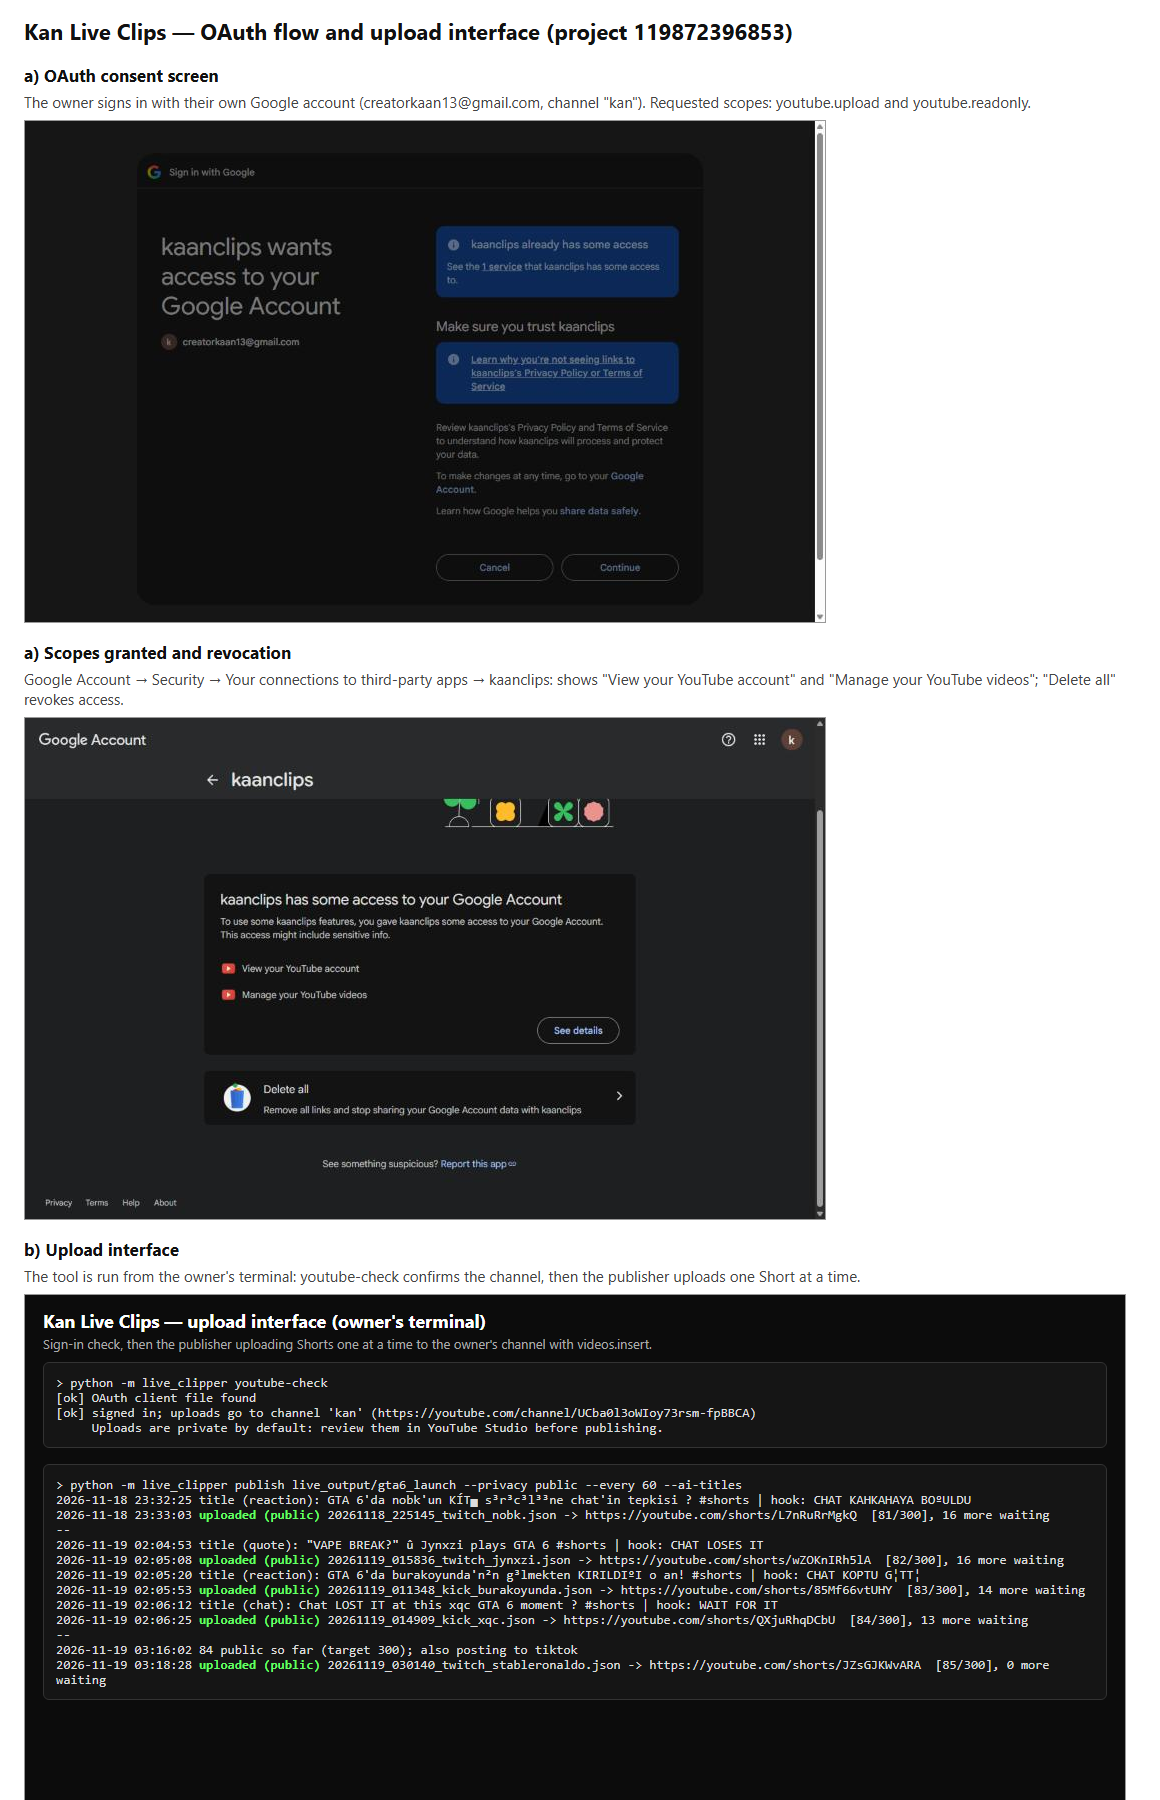 Kan Live Clips — OAuth flow and upload interface (project 119872396853)
a) OAuth consent screen
The owner signs in with their own Google account (creatorkaan13@gmail.com, channel "kan"). Requested scopes: youtube.upload and youtube.readonly.
Sign in with Google
kaanclips wants
access to your
Google Account
k creatorkaan13@gmail.com
kaanclips already has some access
See the 1 service that kaanclips has some access
to.
Make sure you trust kaanclips
Learn why you're not seeing links to
kaanclips's Privacy Policy or Terms of
Service
Review kaanclips's Privacy Policy and Terms of Service
to understand how kaanclips will process and protect
your data.
To make changes at any time, go to your Google
Account.
Learn how Google helps you share data safely.
Cancel Continue
a) Scopes granted and revocation
Google Account → Security → Your connections to third-party apps → kaanclips: shows "View your YouTube account" and "Manage your YouTube videos"; "Delete all"
revokes access.
Google Account k
← kaanclips
kaanclips has some access to your Google Account
To use some kaanclips features, you gave kaanclips some access to your Google Account.
This access might include sensitive info.
View your YouTube account
Manage your YouTube videos
See details
Delete all
Remove all links and stop sharing your Google Account data with kaanclips
See something suspicious? Report this app
Privacy Terms Help About
b) Upload interface
The tool is run from the owner's terminal: youtube-check confirms the channel, then the publisher uploads one Short at a time.
Kan Live Clips — upload interface (owner's terminal)
Sign-in check, then the publisher uploading Shorts one at a time to the owner's channel with videos.insert.
> python -m live_clipper youtube-check
[ok] OAuth client file found
[ok] signed in; uploads go to channel 'kan' (https://youtube.com/channel/UCba0l3oWIoy73rsm-fpBBCA)
Uploads are private by default: review them in YouTube Studio before publishing.
> python -m live_clipper publish live_output/gta6_launch --privacy public --every 60 --ai-titles
2026-11-18 23:32:25 title (reaction): GTA 6'da nobk'un KİT▄ s³r³c³l³³ne chat'in tepkisi ? #shorts | hook: CHAT KAHKAHAYA BOºULDU
2026-11-18 23:33:03 uploaded (public) 20261118_225145_twitch_nobk.json -> https://youtube.com/shorts/L7nRuRrMgkQ [81/300], 16 more waiting
--
2026-11-19 02:04:53 title (quote): "VAPE BREAK?" û Jynxzi plays GTA 6 #shorts | hook: CHAT LOSES IT
2026-11-19 02:05:08 uploaded (public) 20261119_015836_twitch_jynxzi.json -> https://youtube.com/shorts/wZOKnIRh5lA [82/300], 16 more waiting
2026-11-19 02:05:20 title (reaction): GTA 6'da burakoyunda'n²n g³lmekten KIRILDIºI o an! #shorts | hook: CHAT KOPTU G¦TT¦
2026-11-19 02:05:53 uploaded (public) 20261119_011348_kick_burakoyunda.json -> https://youtube.com/shorts/85Mf66vtUHY [83/300], 14 more waiting
2026-11-19 02:06:12 title (chat): Chat LOST IT at this xqc GTA 6 moment ? #shorts | hook: WAIT FOR IT
2026-11-19 02:06:25 uploaded (public) 20261119_014909_kick_xqc.json -> https://youtube.com/shorts/QXjuRhqDCbU [84/300], 13 more waiting
--
2026-11-19 03:16:02 84 public so far (target 300); also posting to tiktok
2026-11-19 03:18:28 uploaded (public) 20261119_030140_twitch_stableronaldo.json -> https://youtube.com/shorts/JZsGJKWvARA [85/300], 0 more
waiting